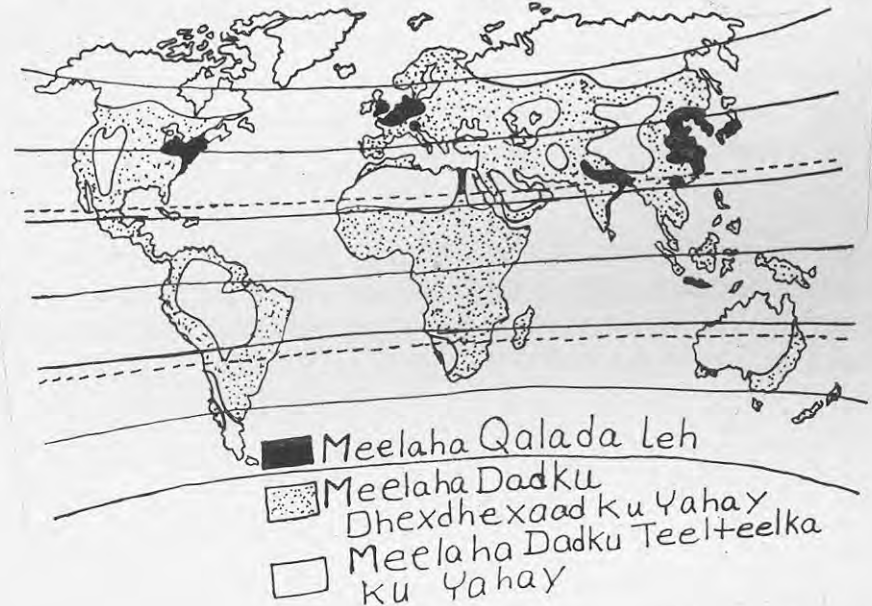 Meelaha Qalada Leh
Meelaha Dadku
Dhexdhexaad Ku Yahay
Meelaha Dadku Teelteelka
Ku Yahay